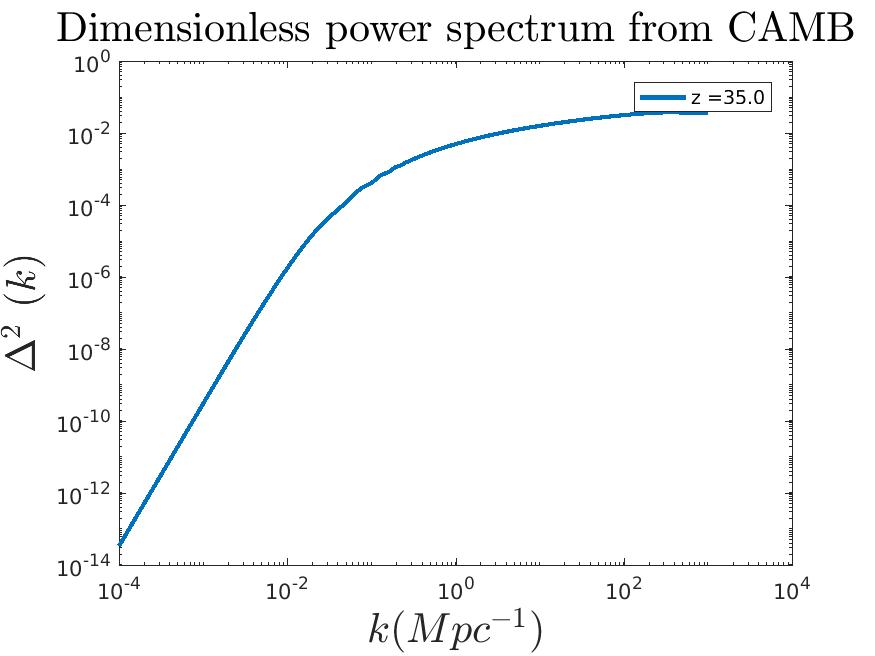 Dimensionless power spectrum from CAMB
10^0
z =35.0
10^-2
10^-4
10^-6
Δ^2 (k)
10^-8
10^-10
10^-12
10^-14
10^-4 10^-2 10^0 10^2 10^4
k(Mpc^−1)